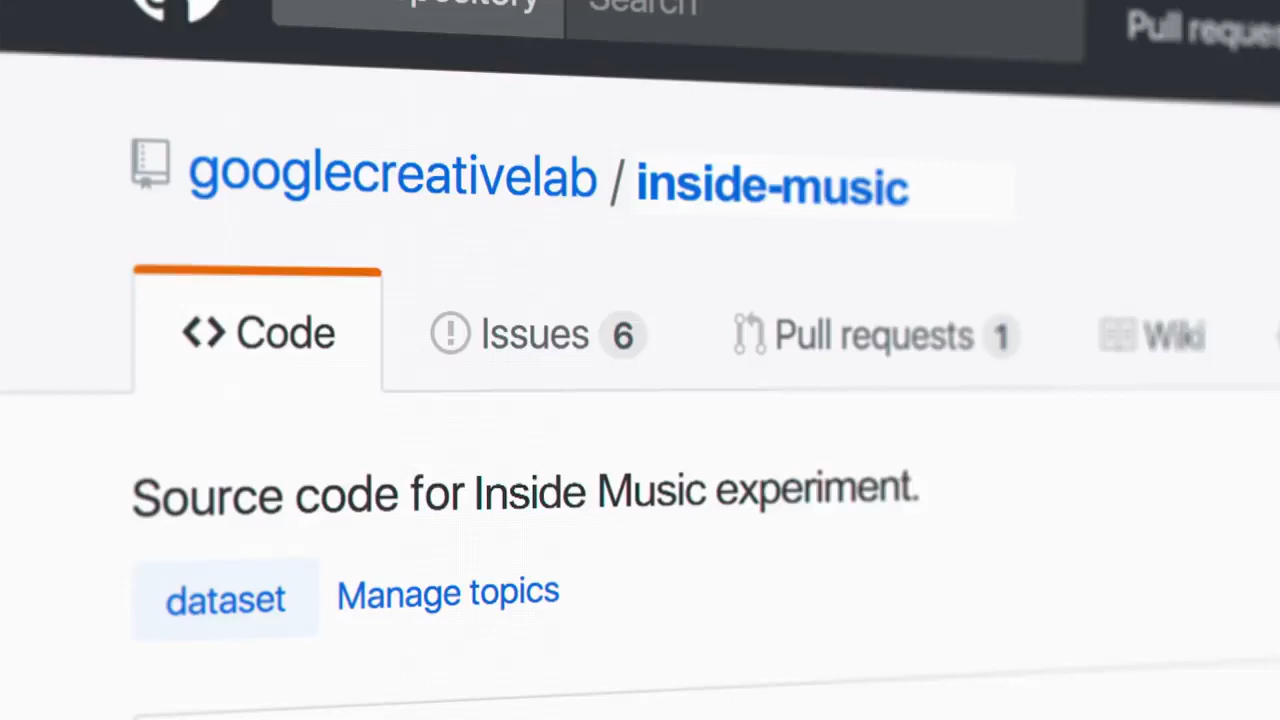 Search Pull
googlecreativelab / inside-music
Code Issues 6 Pull requests 1 Wiki
Source code for Inside Music experiment.
dataset Manage topics